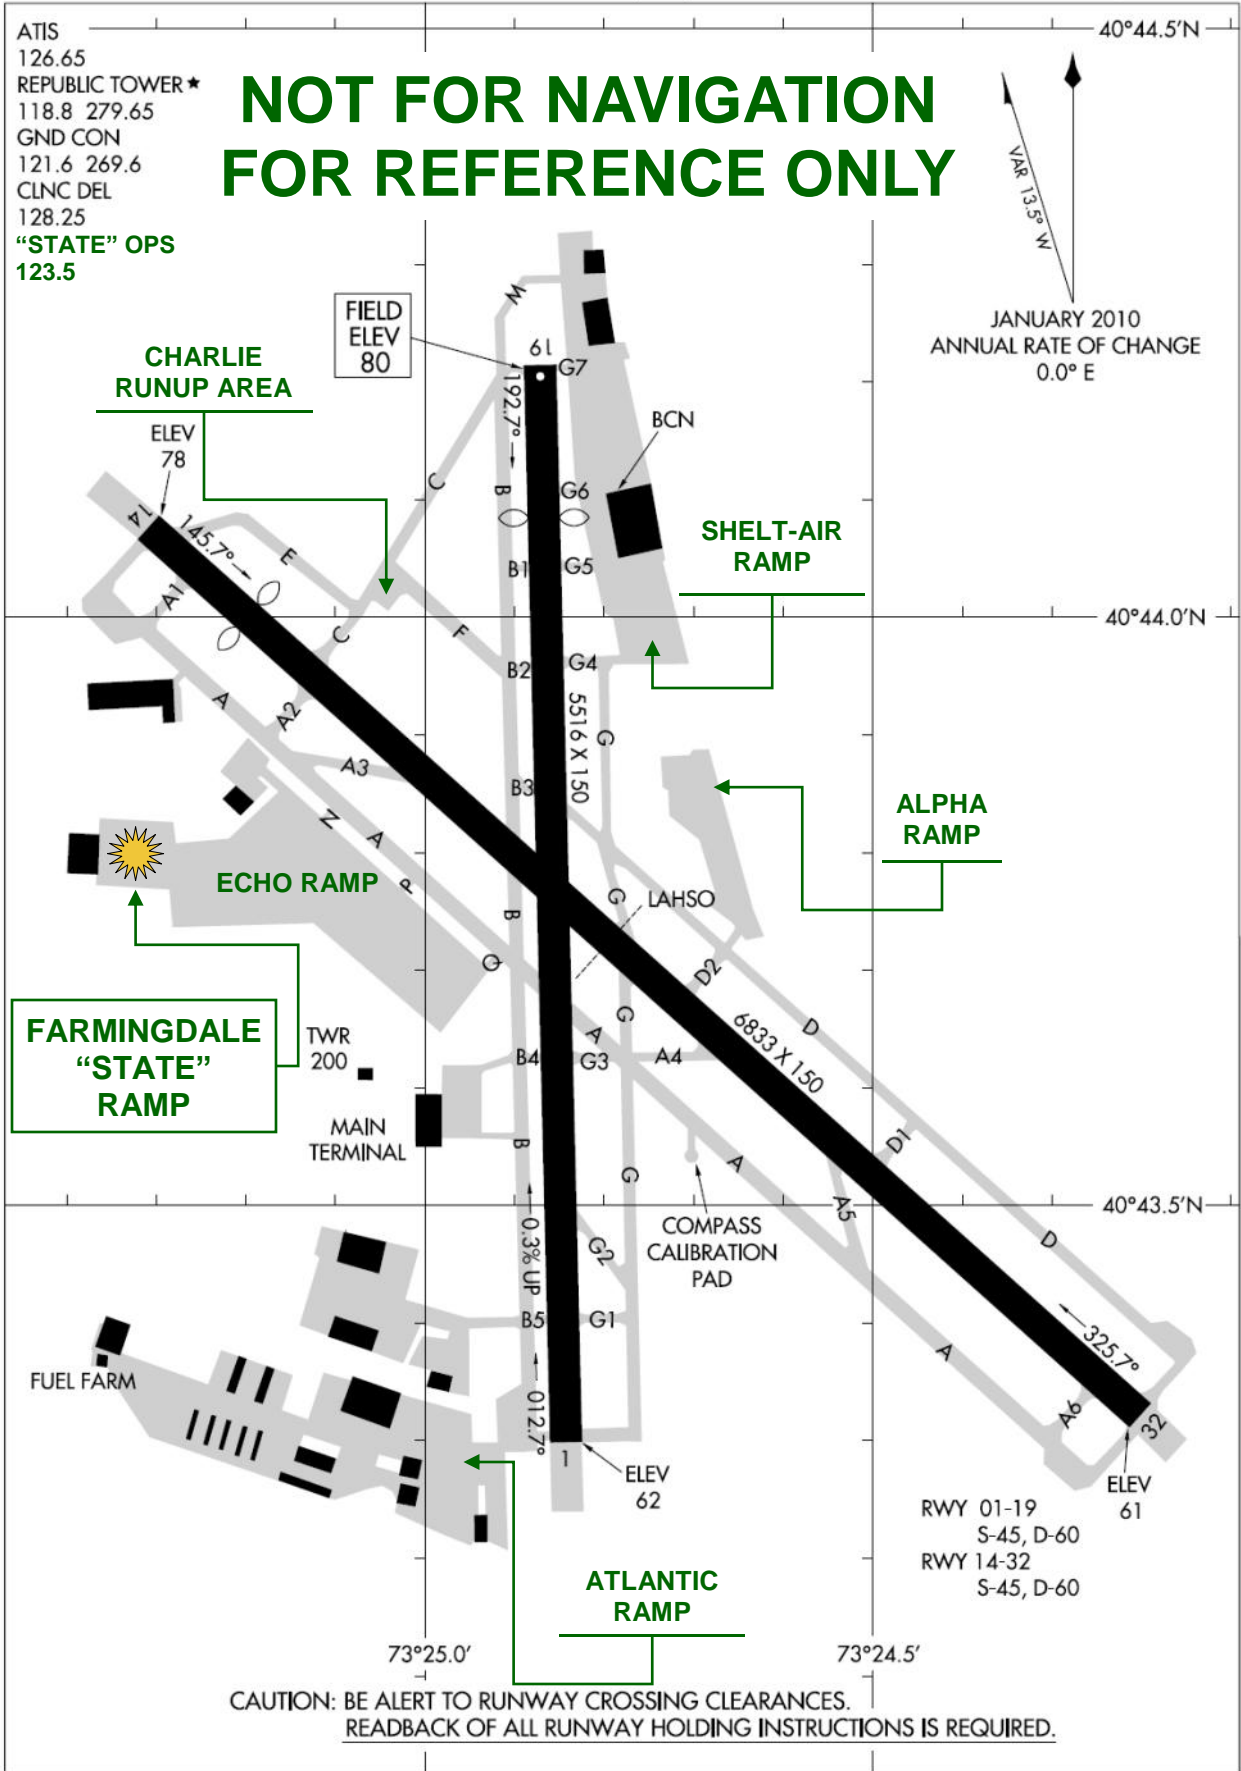 ATIS
126.65
REPUBLIC TOWER★
118.8 279.65
GND CON
121.6 269.6
CLNC DEL
128.25
“STATE” OPS
123.5
NOT FOR NAVIGATION
FOR REFERENCE ONLY
40°44.5'N
VAR 13.5° W
JANUARY 2010
ANNUAL RATE OF CHANGE
0.0° E
FIELD
ELEV
80
CHARLIE
RUNUP AREA
ELEV
78
W
19
G7
192.7°
BCN
C
B
G6
14
145.7°
E
B1
G5
SHELT-AIR
RAMP
A1
C
F
40°44.0'N
B2
G4
A
A2
5516 X 150
G
A3
B3
N
A
ALPHA
RAMP
ECHO RAMP
P
B
G
LAHSO
Q
D2
FARMINGDALE
“STATE”
RAMP
TWR
200
G
A
D
6833 X 150
B4
G3
A4
MAIN
TERMINAL
B
G
A
D1
A5
40°43.5'N
0.3% UP
G2
COMPASS
CALIBRATION
PAD
D
B5
G1
FUEL FARM
A
325.7°
012.7°
A6
32
1
ELEV
62
ELEV
61
RWY 01-19
S-45, D-60
RWY 14-32
S-45, D-60
ATLANTIC
RAMP
73°25.0'
73°24.5'
CAUTION: BE ALERT TO RUNWAY CROSSING CLEARANCES.
READBACK OF ALL RUNWAY HOLDING INSTRUCTIONS IS REQUIRED.